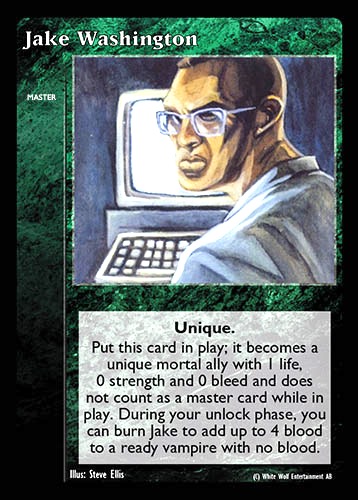 Jake Washington
MASTER
Unique.
Put this card in play; it becomes a
unique mortal ally with 1 life,
0 strength and 0 bleed and does
not count as a master card while in
play. During your unlock phase, you
can burn Jake to add up to 4 blood
to a ready vampire with no blood.
Illus: Steve Ellis
(C) White Wolf Entertainment AB